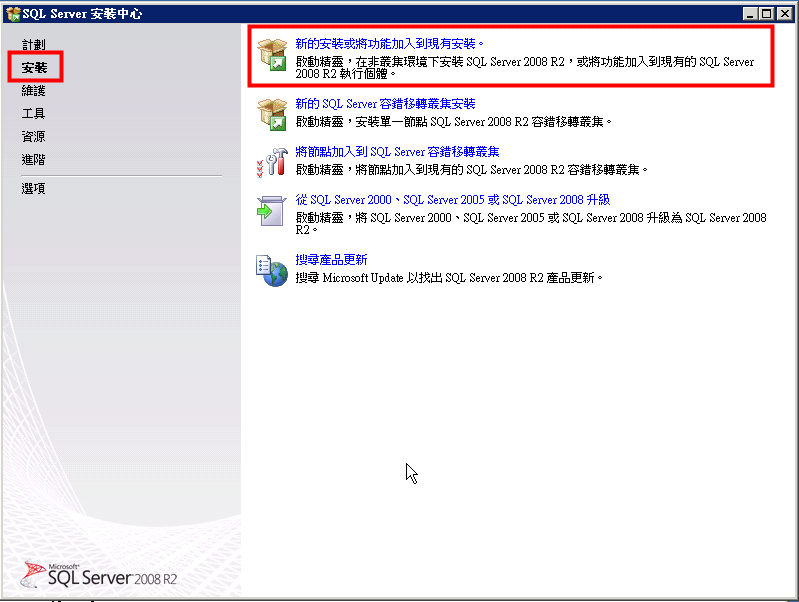 SQL Server 安裝中心
計劃
安裝
維護
工具
資源
進階
選項
新的安裝或將功能加入到現有安裝。
啟動精靈，在非叢集環境下安裝 SQL Server 2008 R2，或將功能加入到現有的 SQL Server
2008 R2 執行個體。
新的 SQL Server 容錯移轉叢集安裝
啟動精靈，安裝單一節點 SQL Server 2008 R2 容錯移轉叢集。
將節點加入到 SQL Server 容錯移轉叢集
啟動精靈，將節點加入到現有的 SQL Server 2008 R2 容錯移轉叢集。
從 SQL Server 2000、SQL Server 2005 或 SQL Server 2008 升級
啟動精靈，將 SQL Server 2000、SQL Server 2005 或 SQL Server 2008 升級為 SQL Server 2008
R2。
搜尋產品更新
搜尋 Microsoft Update 以找出 SQL Server 2008 R2 產品更新。
Microsoft®
SQL Server 2008 R2